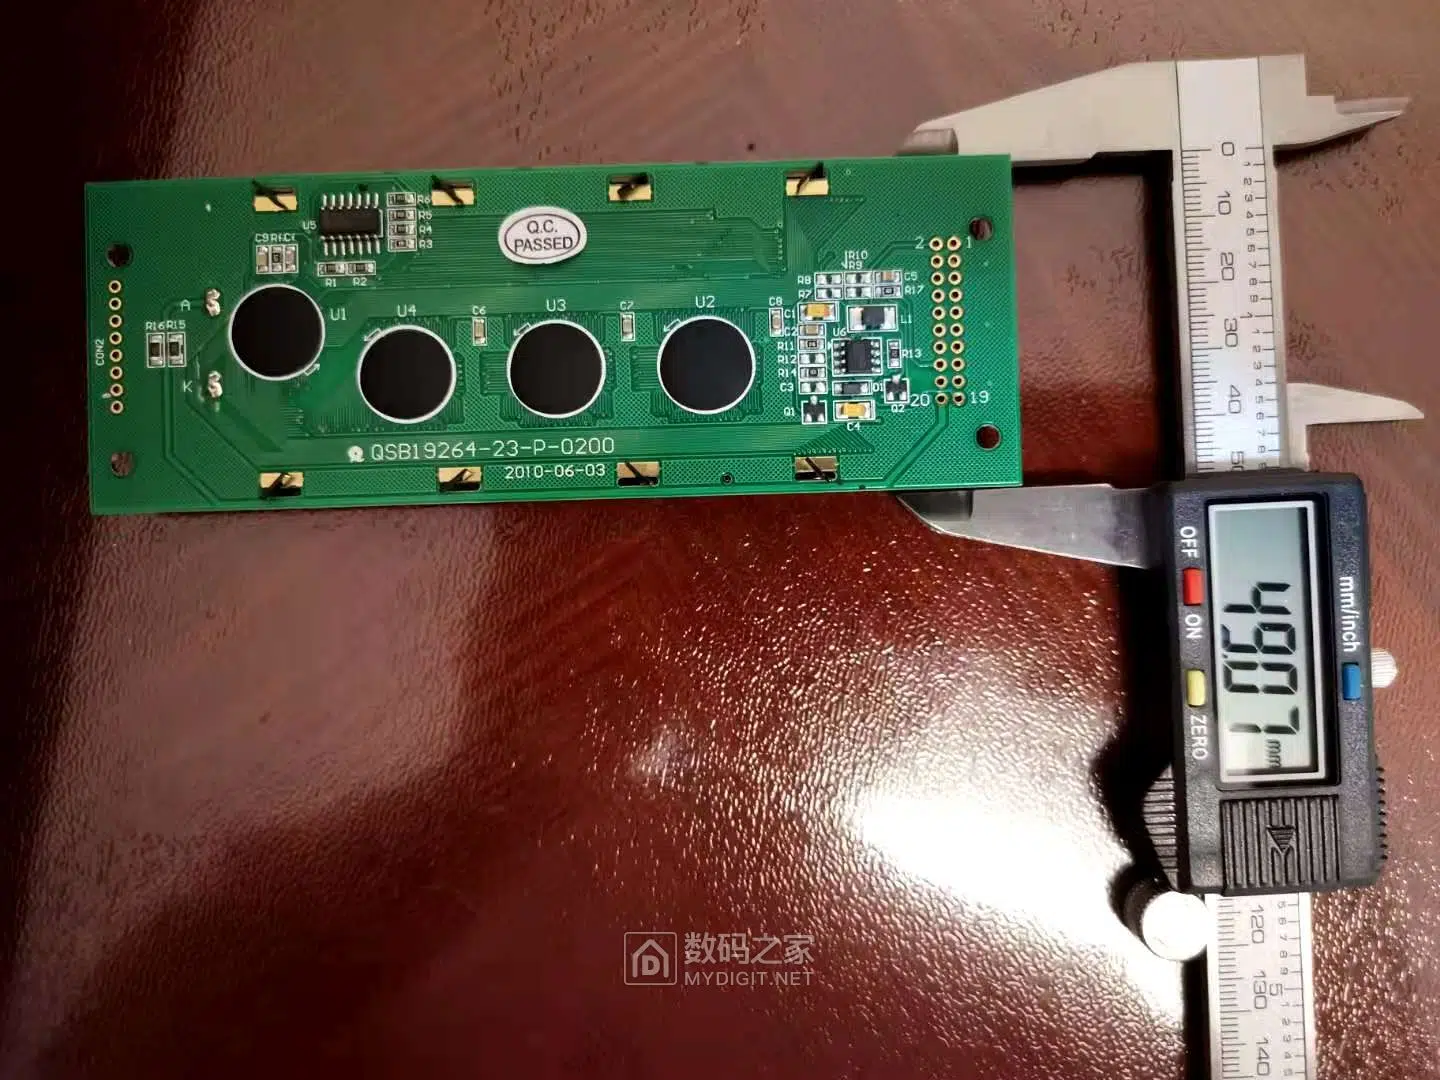 U5
R6
R5
R4
R3
C9
R1 R2
Q.C.
PASSED
2 1
R10
R9
R8
R7
C5
R17
A
U1
U4
C6
U3
C7
U2
C8
C1
L1
C2
U6
R16 R15
CON2
R11
R12
R13
R14
K
C3
D1
Q1
Q2
20 19
C4
QSB19264-23-P-0200
2010-06-03
0
10
20
30
40
OFF
ON
ZERO
mm/inch
49.07
mm
120
130
140
数码之家
MYDIGIT.NET